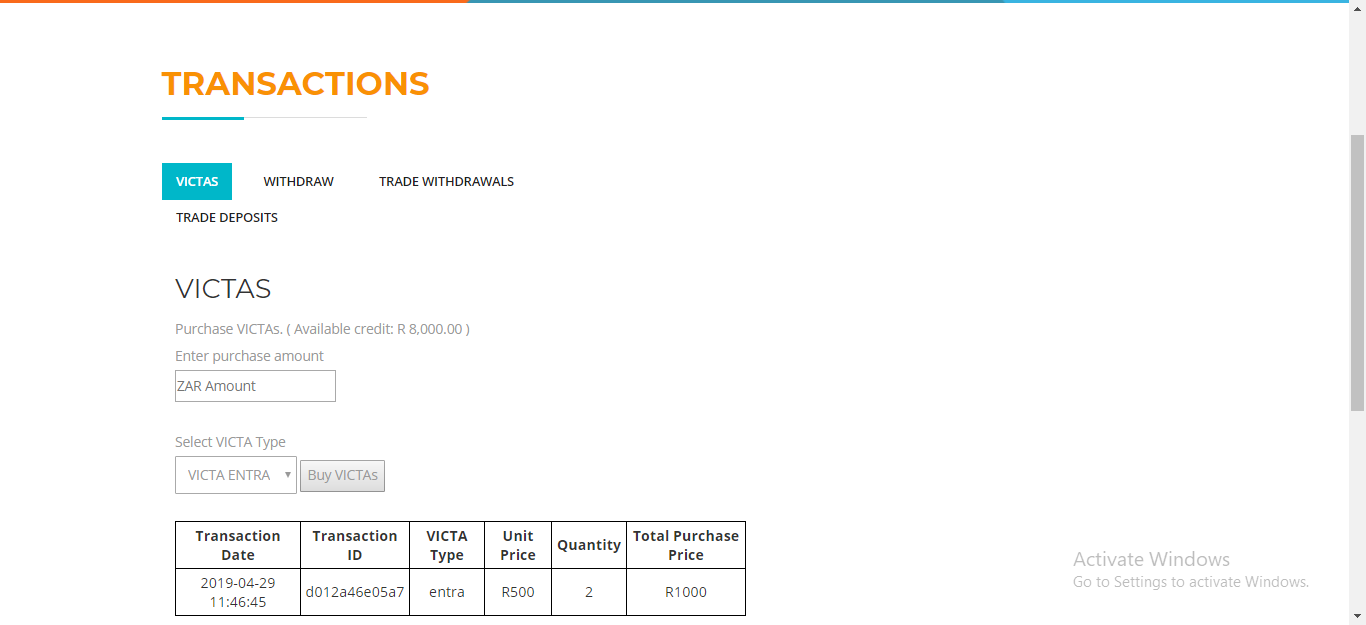 TRANSACTIONS
VICTAS WITHDRAW TRADE WITHDRAWALS
TRADE DEPOSITS
VICTAS
Purchase VICTAs. ( Available credit: R 8,000.00 )
Enter purchase amount
ZAR Amount
Select VICTA Type
VICTA ENTRA Buy VICTAs
Transaction Date Transaction ID VICTA Type Unit Price Quantity Total Purchase Price
2019-04-29 11:46:45 d012a46e05a7 entra R500 2 R1000
Activate Windows
Go to Settings to activate Windows.